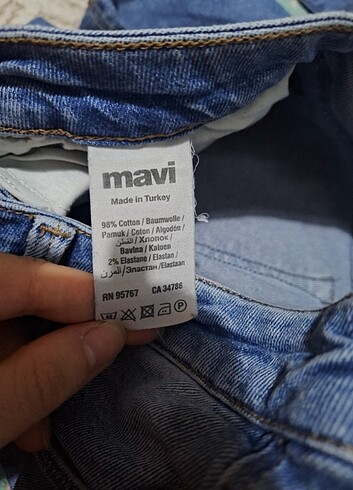 mavi
Made in Turkey
98% Cotton / Baumwolle /
Pamuk / Coton / Algodón /
القطن / Хлопок /
Bavlna / Katoen
2% Elastane / Elastan /
المرن / Эластан / Elastaan
RN 95767 CA 34786
P